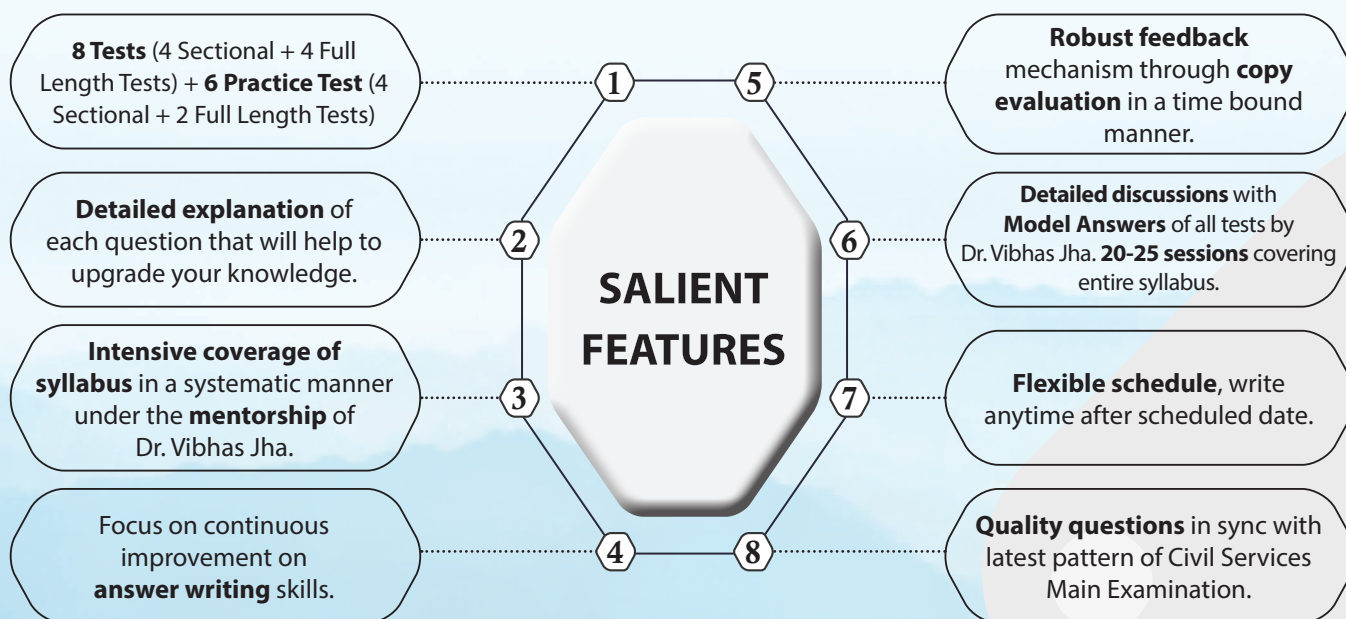 8 Tests (4 Sectional + 4 Full
Length Tests) + 6 Practice Test (4
Sectional + 2 Full Length Tests)
1
Detailed explanation of
each question that will help to
upgrade your knowledge.
2
Intensive coverage of
syllabus in a systematic manner
under the mentorship of
Dr. Vibhas Jha.
3
Focus on continuous
improvement on
answer writing skills.
4
SALIENT
FEATURES
5
Robust feedback
mechanism through copy
evaluation in a time bound
manner.
6
Detailed discussions with
Model Answers of all tests by
Dr. Vibhas Jha. 20-25 sessions covering
entire syllabus.
7
Flexible schedule, write
anytime after scheduled date.
8
Quality questions in sync with
latest pattern of Civil Services
Main Examination.